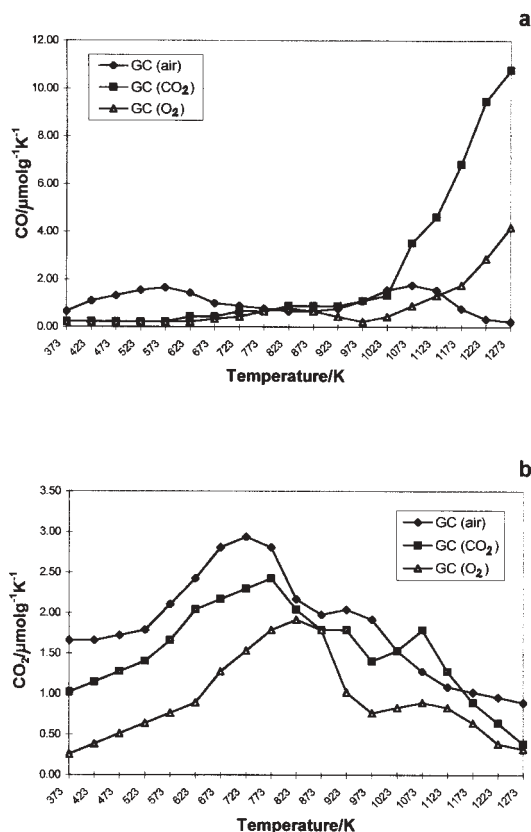 a
12.00
10.00
8.00
6.00
4.00
2.00
0.00
CO/μmolg⁻¹K⁻¹
GC (air)
GC (CO₂)
GC (O₂)
373 423 473 523 573 623 673 723 773 823 873 923 973 1023 1073 1123 1173 1223 1273
Temperature/K
b
3.50
3.00
2.50
2.00
1.50
1.00
0.50
0.00
CO₂/μmolg⁻¹K⁻¹
GC (air)
GC (CO₂)
GC (O₂)
373 423 473 523 573 623 673 723 773 823 873 923 973 1023 1073 1123 1173 1223 1273
Temperature/K